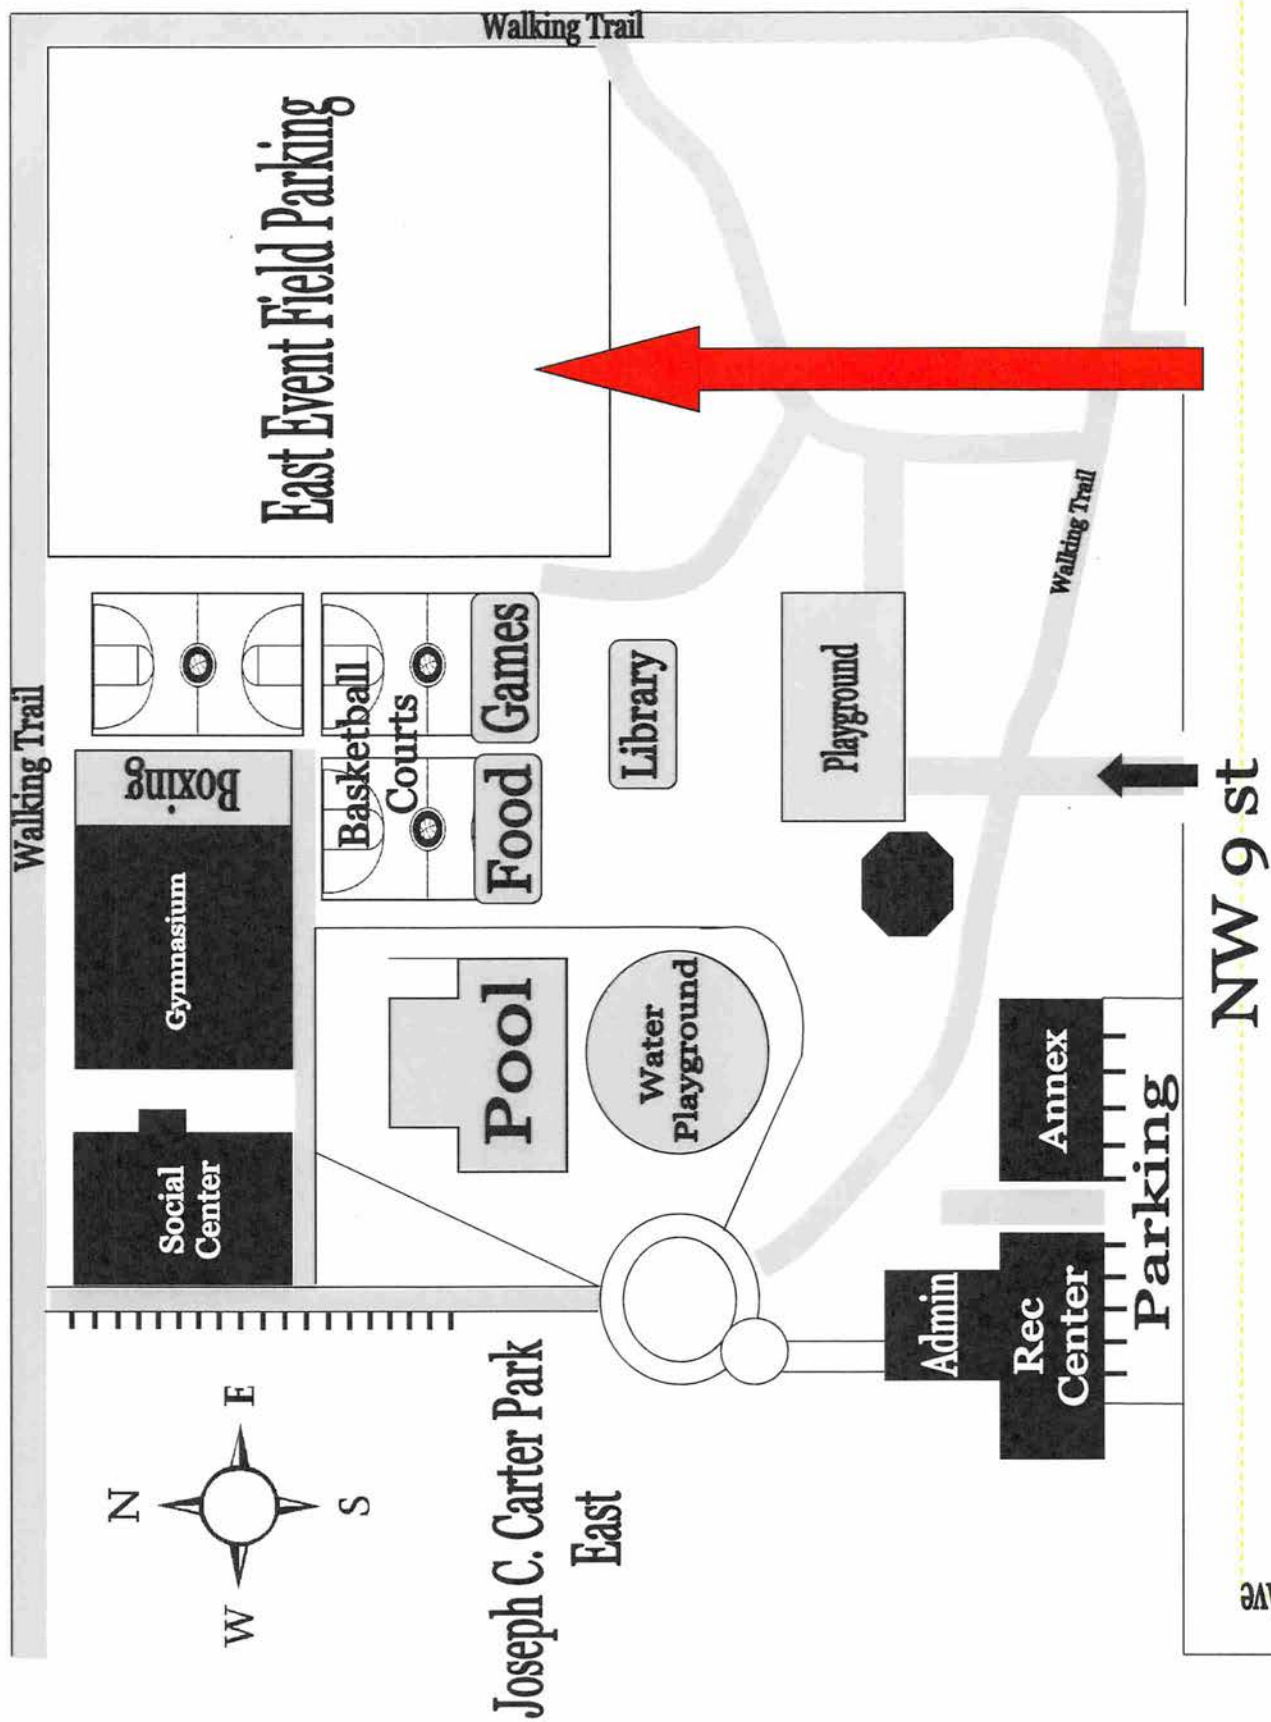 Walking Trail
Walking Trail
East Event Field Parking
Boxing
Gymnasium
Social
Center
Basketball
Courts
Games
Food
Pool
Library
Water
Playground
Playground
Walking Trail
N
W
E
S
Joseph C. Carter Park
East
Admin
Rec
Center
Annex
Parking
NW 9 st